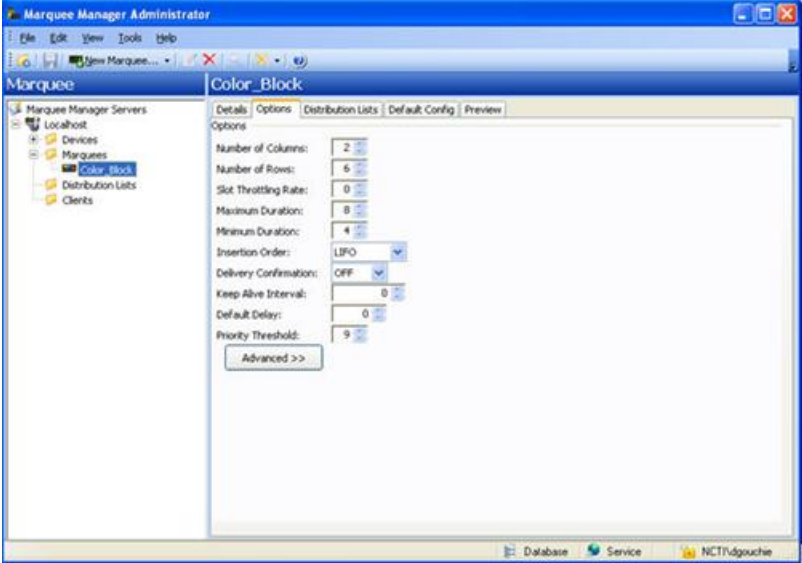 Marquee Manager Administrator
File Edit View Tools Help
New Marquee...
Marquee
Color_Block
Marquee Manager Servers
Localhost
Devices
Marquees
Color_Block
Distribution Lists
Clients
Details Options Distribution Lists Default Config Preview
Options
Number of Columns: 2
Number of Rows: 6
Slot Throttling Rate: 0
Maximum Duration: 8
Minimum Duration: 4
Insertion Order: LIFO
Delivery Confirmation: OFF
Keep Alive Interval: 0
Default Delay: 0
Priority Threshold: 9
Advanced >>
Database Service NCTI\dgouchie